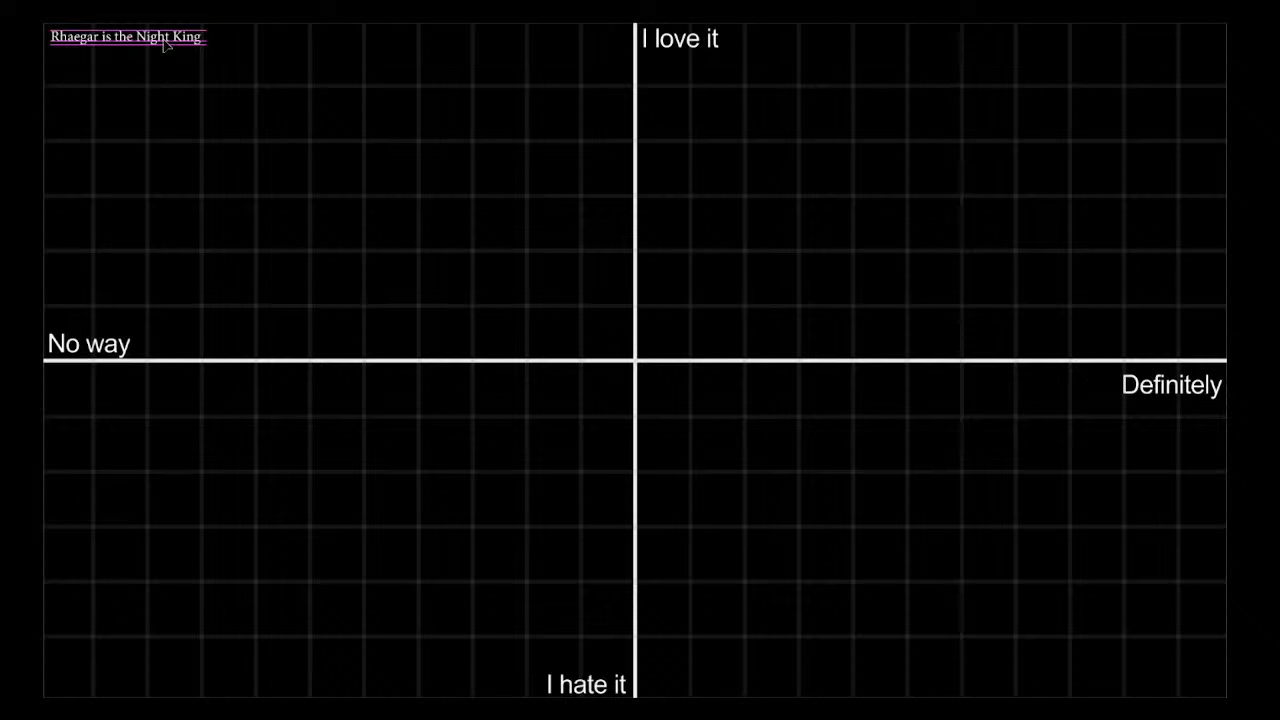 Rhaegar is the Night King
I love it
No way
Definitely
I hate it